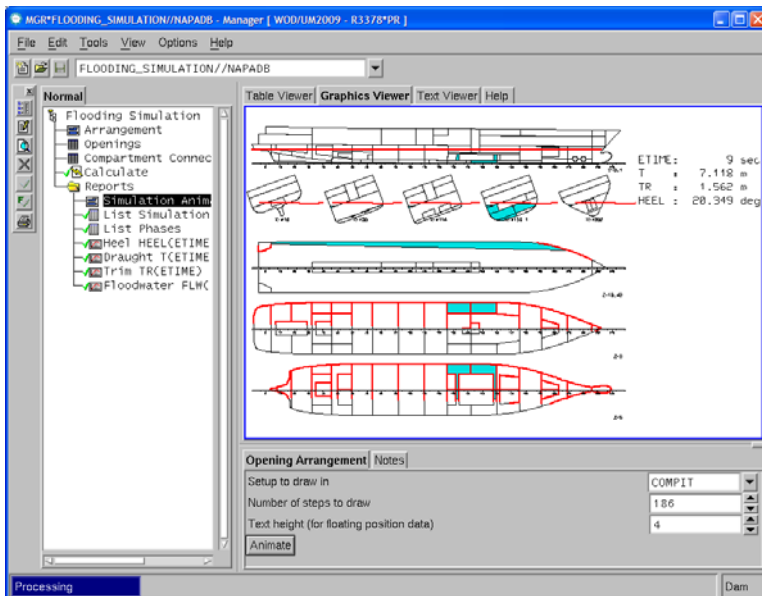 MGR*FLOODING_SIMULATION//NAPADB - Manager [ WOD/UM2009 - R3378*PR ]
File Edit Tools View Options Help
FLOODING_SIMULATION//NAPADB
Normal
Flooding Simulation
Arrangement
Openings
Compartment Connec
Calculate
Reports
Simulation Anim
List Simulation
List Phases
Heel HEEL(ETIME
Draught T(ETIME
Trim TR(ETIME)
Floodwater FLW(
Table Viewer Graphics Viewer Text Viewer Help
ETIME: 9 sec
T : 7.118 m
TR : 1.562 m
HEEL : 20.349 deg
Opening Arrangement Notes
Setup to draw in COMPIT
Number of steps to draw 186
Text height (for floating position data) 4
Animate
Processing Dam